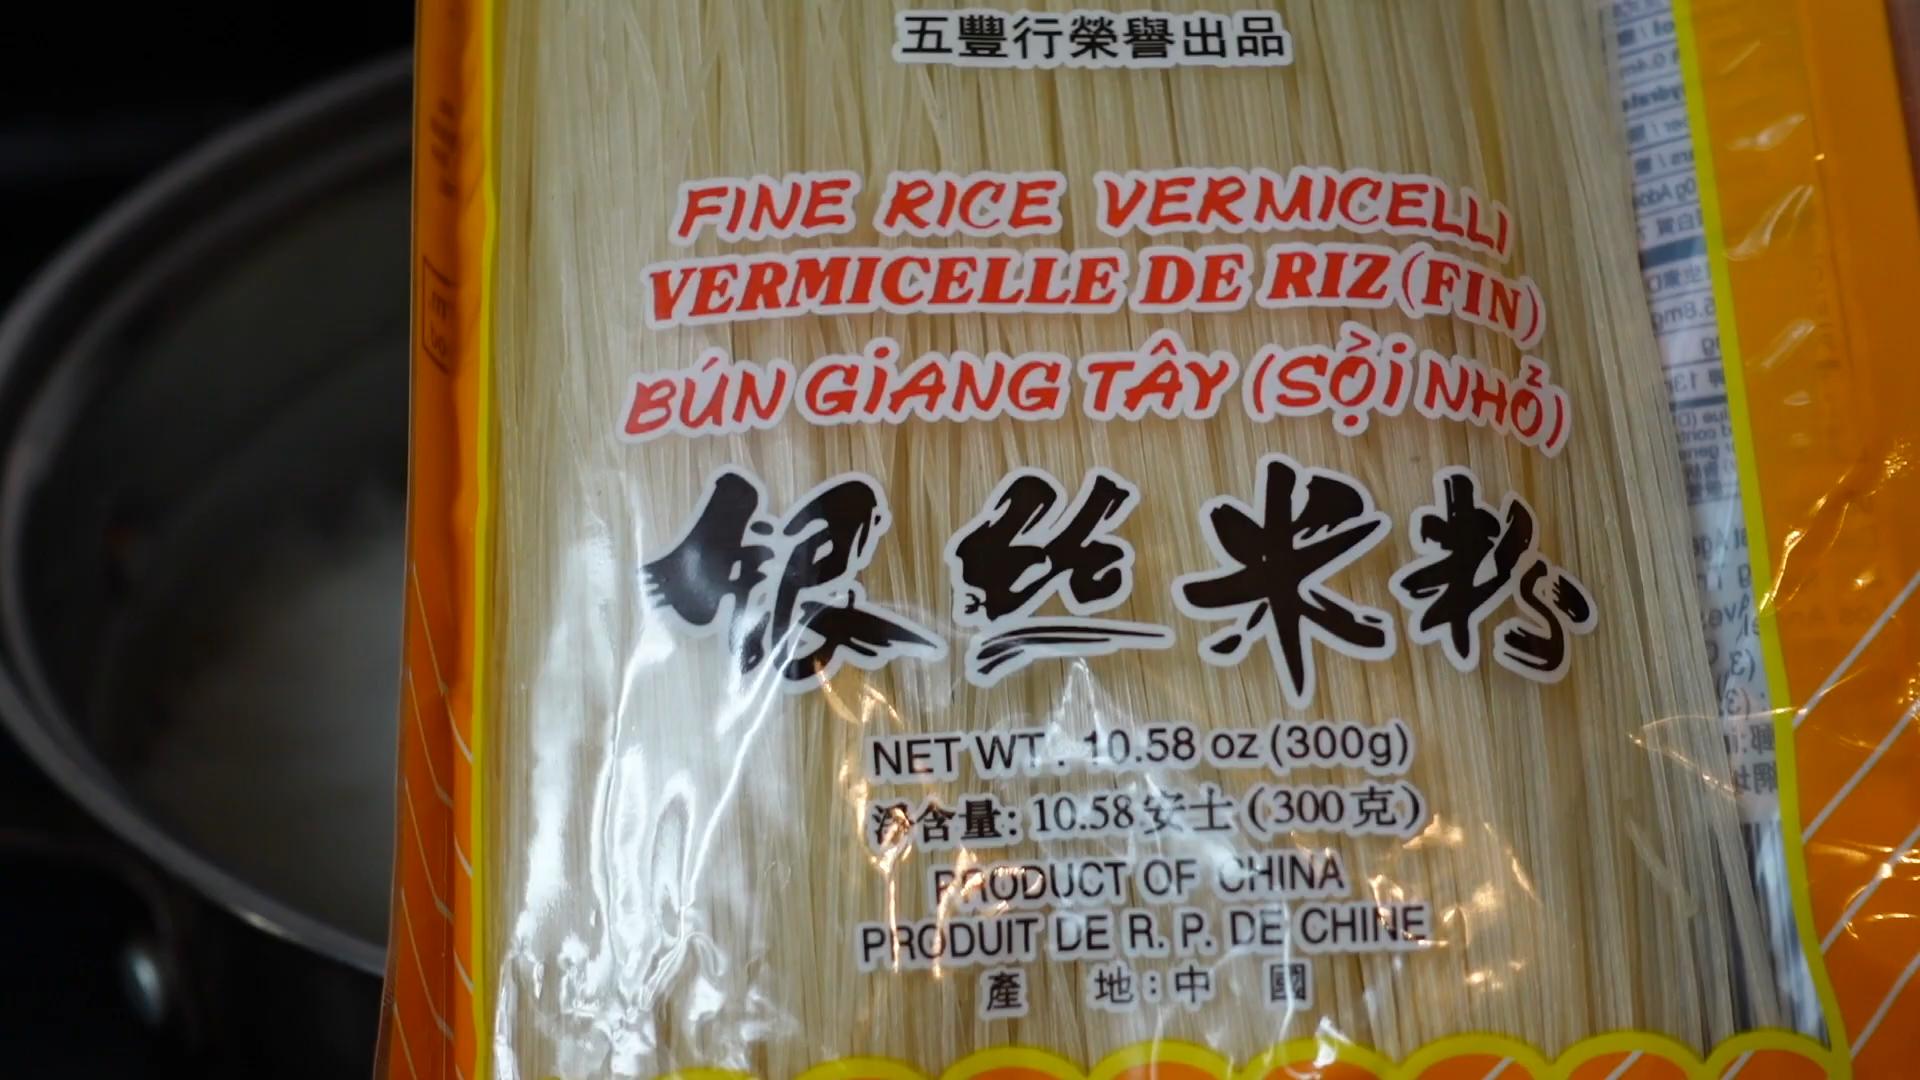 五豐行榮譽出品
FINE RICE VERMICELLI
VERMICELLE DE RIZ (FIN)
BÚN GIANG TÂY (SỢI NHỎ)
银丝米粉
NET WT. 10.58 oz (300g)
淨含量: 10.58安士 (300克)
PRODUCT OF CHINA
PRODUIT DE R. P. DE CHINE
產 地: 中 國